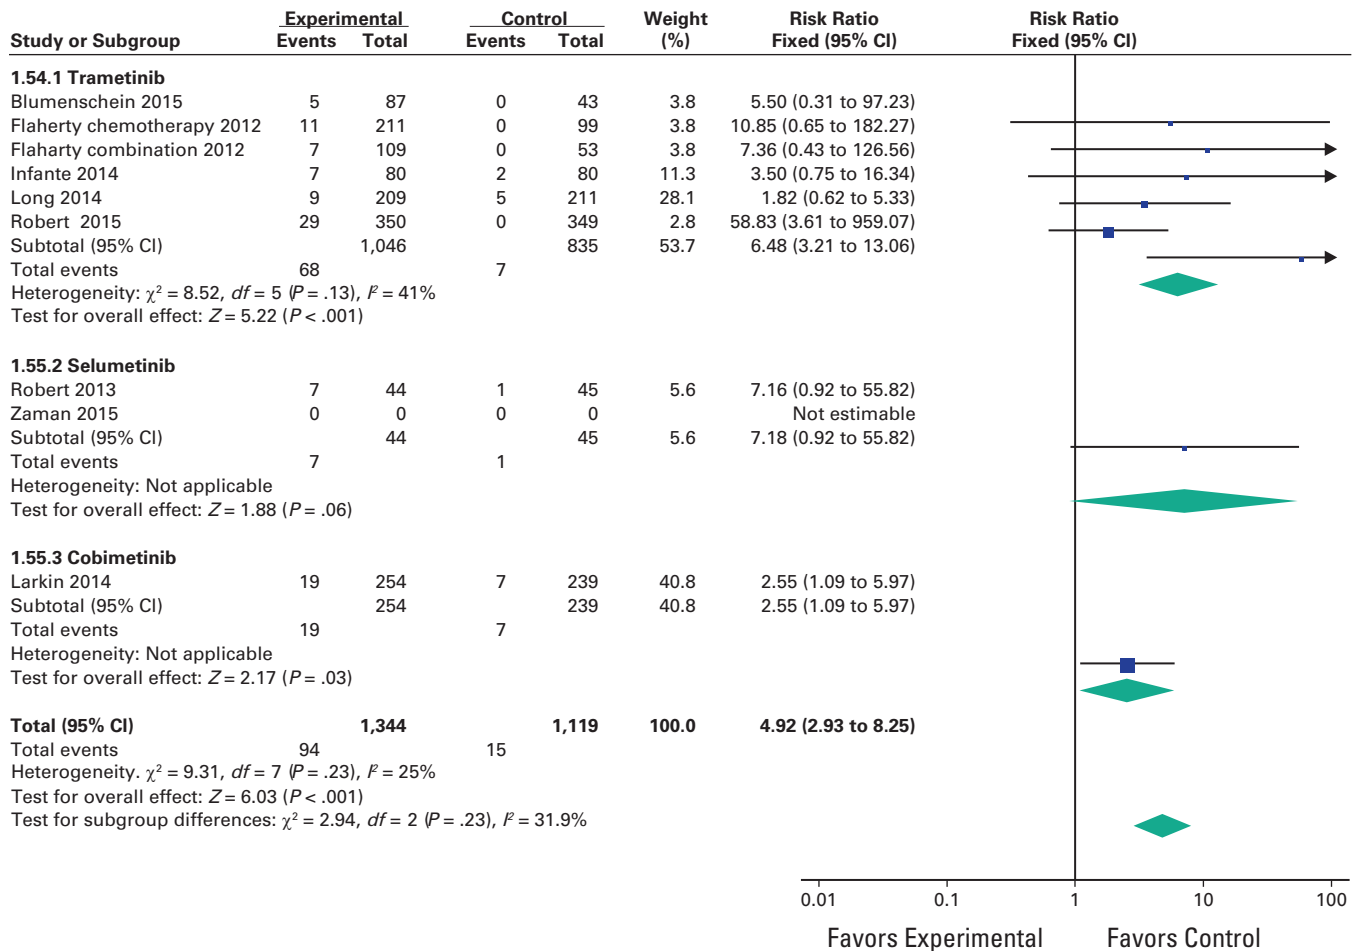 Experimental Control Weight Risk Ratio Risk Ratio
Study or Subgroup Events Total Events Total (%) Fixed (95% CI) Fixed (95% CI)
1.54.1 Trametinib
Blumenschein 2015 5 87 0 43 3.8 5.50 (0.31 to 97.23)
Flaherty chemotherapy 2012 11 211 0 99 3.8 10.85 (0.65 to 182.27)
Flaharty combination 2012 7 109 0 53 3.8 7.36 (0.43 to 126.56)
Infante 2014 7 80 2 80 11.3 3.50 (0.75 to 16.34)
Long 2014 9 209 5 211 28.1 1.82 (0.62 to 5.33)
Robert 2015 29 350 0 349 2.8 58.83 (3.61 to 959.07)
Subtotal (95% CI) 1,046 835 53.7 6.48 (3.21 to 13.06)
Total events 68 7
Heterogeneity: χ² = 8.52, df = 5 (P = .13), I² = 41%
Test for overall effect: Z = 5.22 (P < .001)
1.55.2 Selumetinib
Robert 2013 7 44 1 45 5.6 7.16 (0.92 to 55.82)
Zaman 2015 0 0 0 0 Not estimable
Subtotal (95% CI) 44 45 5.6 7.18 (0.92 to 55.82)
Total events 7 1
Heterogeneity: Not applicable
Test for overall effect: Z = 1.88 (P = .06)
1.55.3 Cobimetinib
Larkin 2014 19 254 7 239 40.8 2.55 (1.09 to 5.97)
Subtotal (95% CI) 254 239 40.8 2.55 (1.09 to 5.97)
Total events 19 7
Heterogeneity: Not applicable
Test for overall effect: Z = 2.17 (P = .03)
Total (95% CI) 1,344 1,119 100.0 4.92 (2.93 to 8.25)
Total events 94 15
Heterogeneity. χ² = 9.31, df = 7 (P = .23), I² = 25%
Test for overall effect: Z = 6.03 (P < .001)
Test for subgroup differences: χ² = 2.94, df = 2 (P = .23), I² = 31.9%
0.01 0.1 1 10 100
Favors Experimental Favors Control